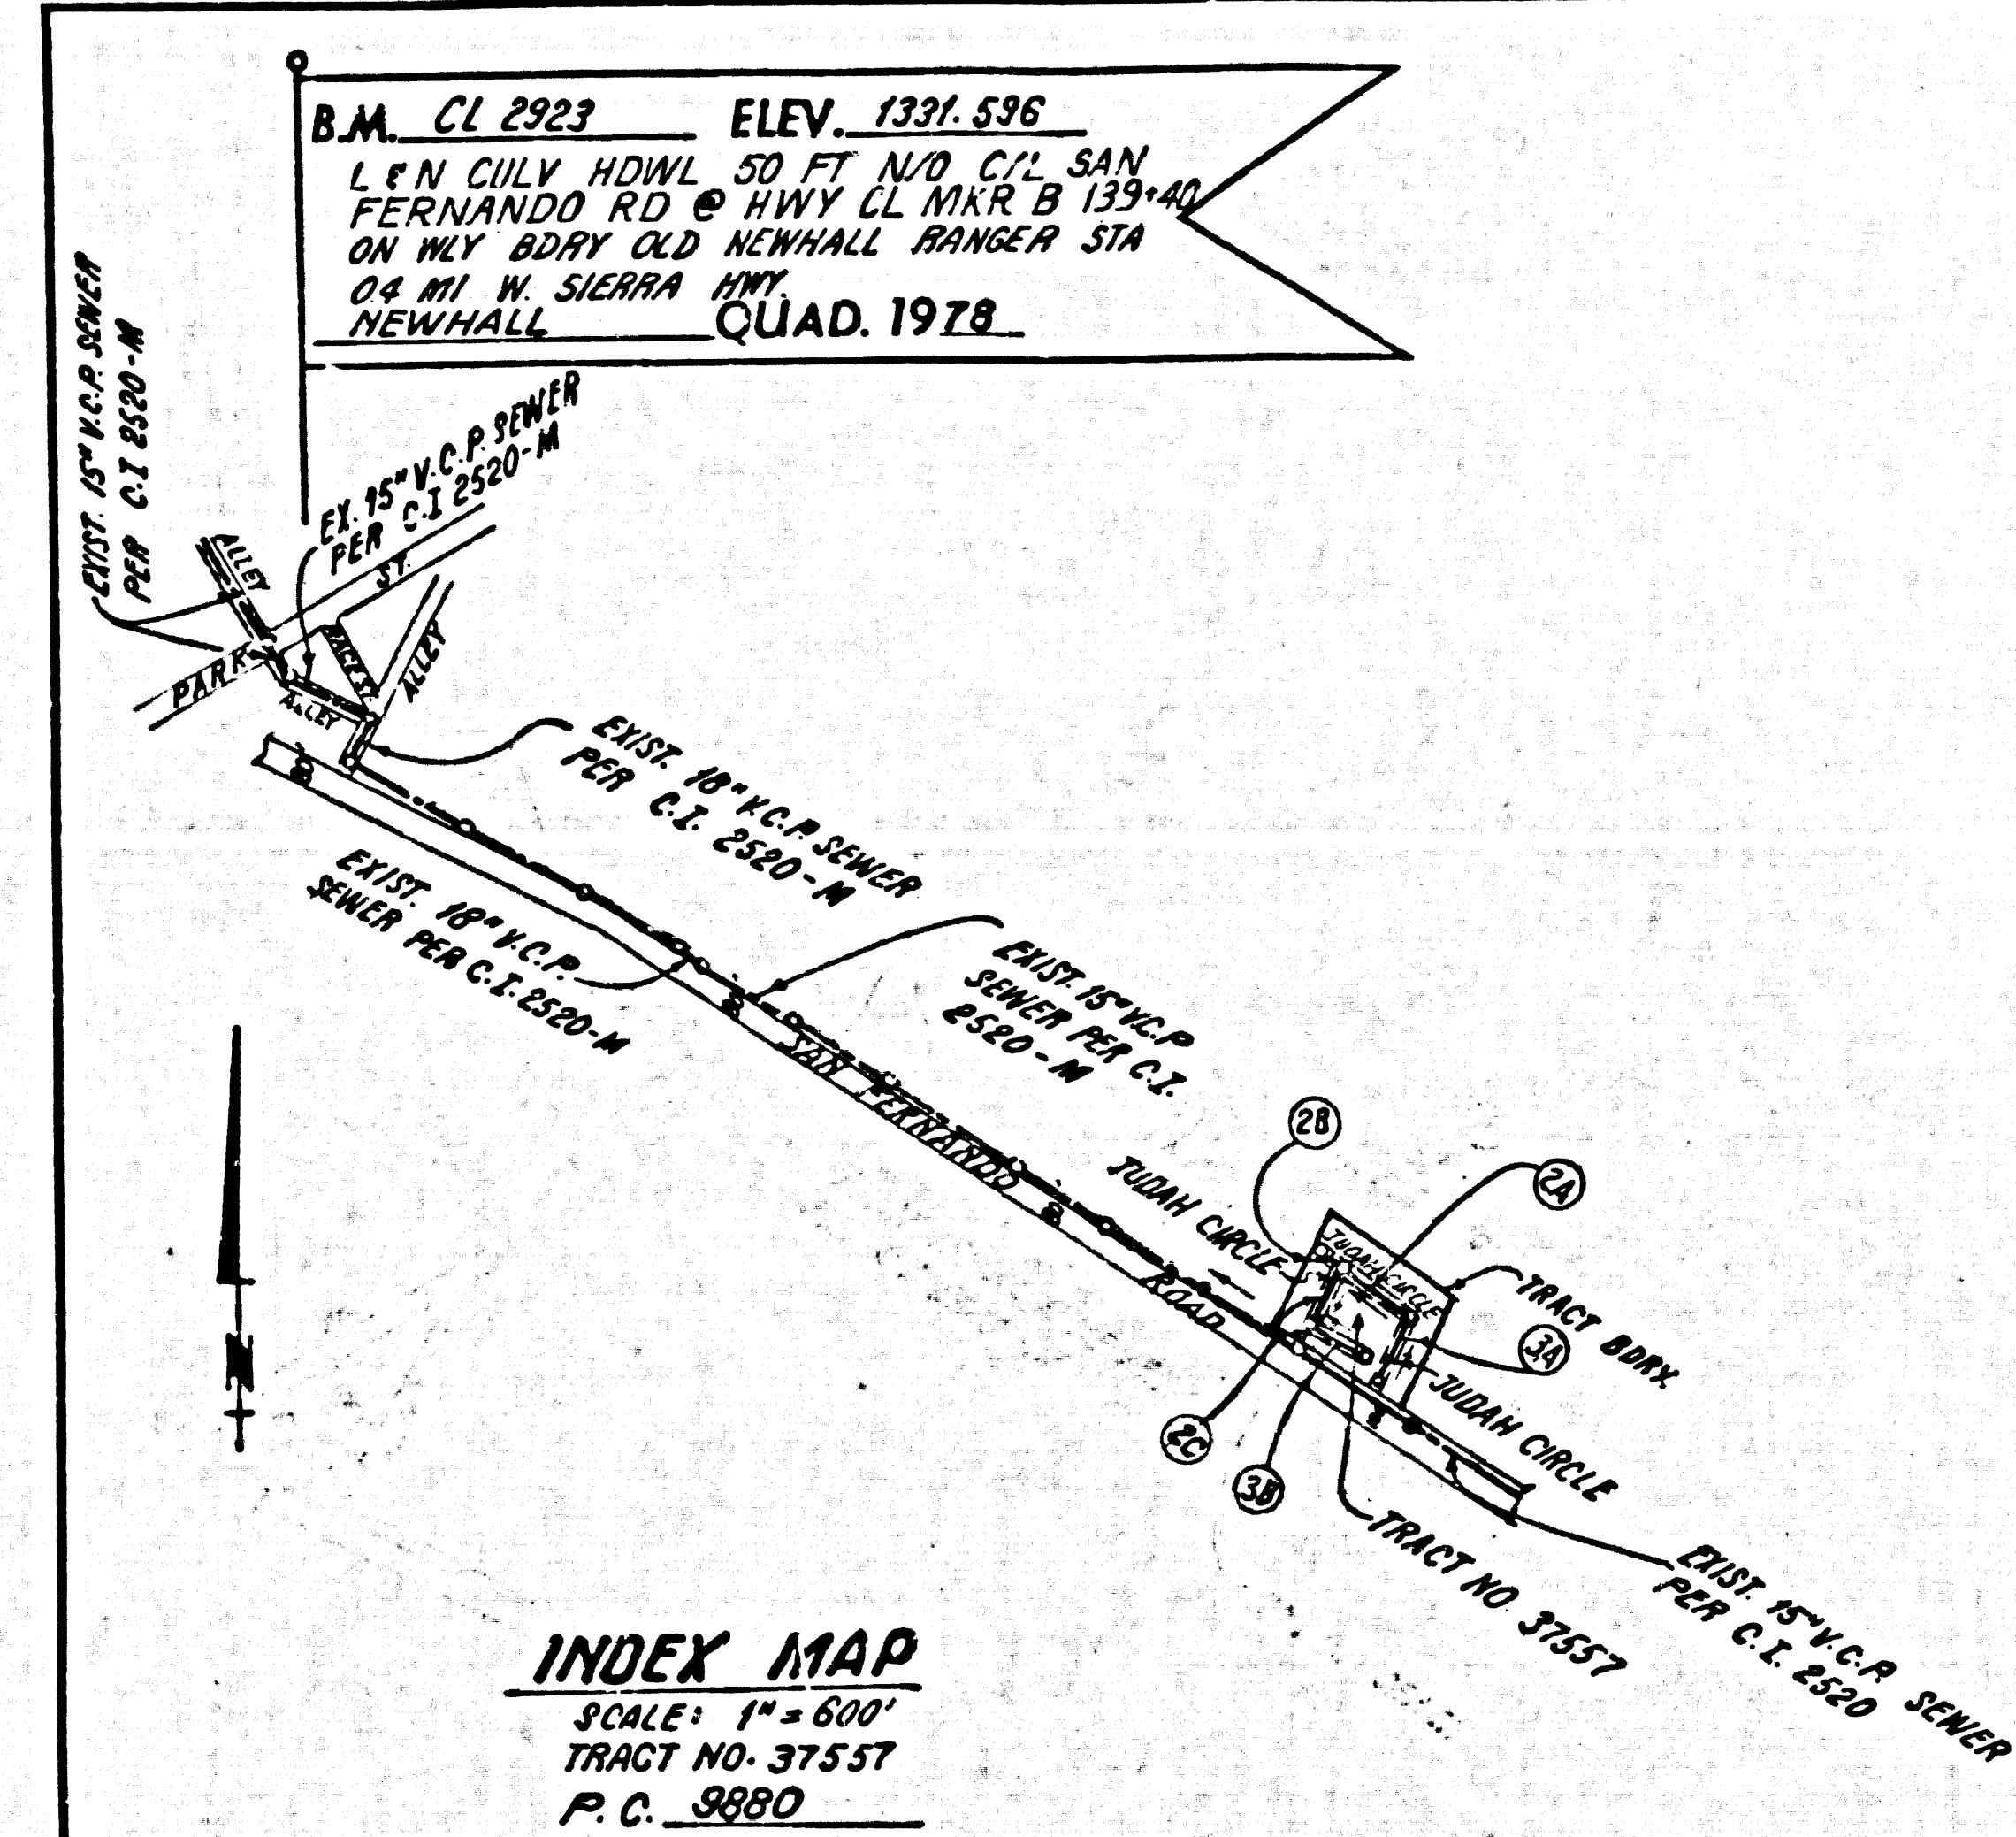 B.M. CL 2923 ELEV. 1331.596
L & N CULV HDWL 50 FT N/O C/L SAN
FERNANDO RD @ HWY CL MKR B 139+40
ON WLY BDRY OLD NEWHALL RANGER STA
04 MI W. SIERRA HWY.
NEWHALL QUAD. 1978
EXIST. 15" V.C.P. SEWER
PER C.I 2520-M
EX. 15" V.C.P. SEWER
PER C.I 2520-M
ALLEY
PARK ST.
RACE ST.
ALLEY
ALLEY
EXIST. 18" V.C.P. SEWER
PER C.I. 2520-M
EXIST. 18" V.C.P.
SEWER PER C.I. 2520-M
EXIST. 15" V.C.P
SEWER PER C.I.
2520-M
SAN FERNANDO ROAD
2B
2A
JUDAH CIRCLE
JUDAH CIRCLE
TRACT BDRY.
3A
JUDAH CIRCLE
2C
3B
TRACT NO. 37557
EXIST. 15" V.C.P. SEWER
PER C.I. 2520
N
INDEX MAP
SCALE: 1" = 600'
TRACT NO. 37557
P.C. 9880